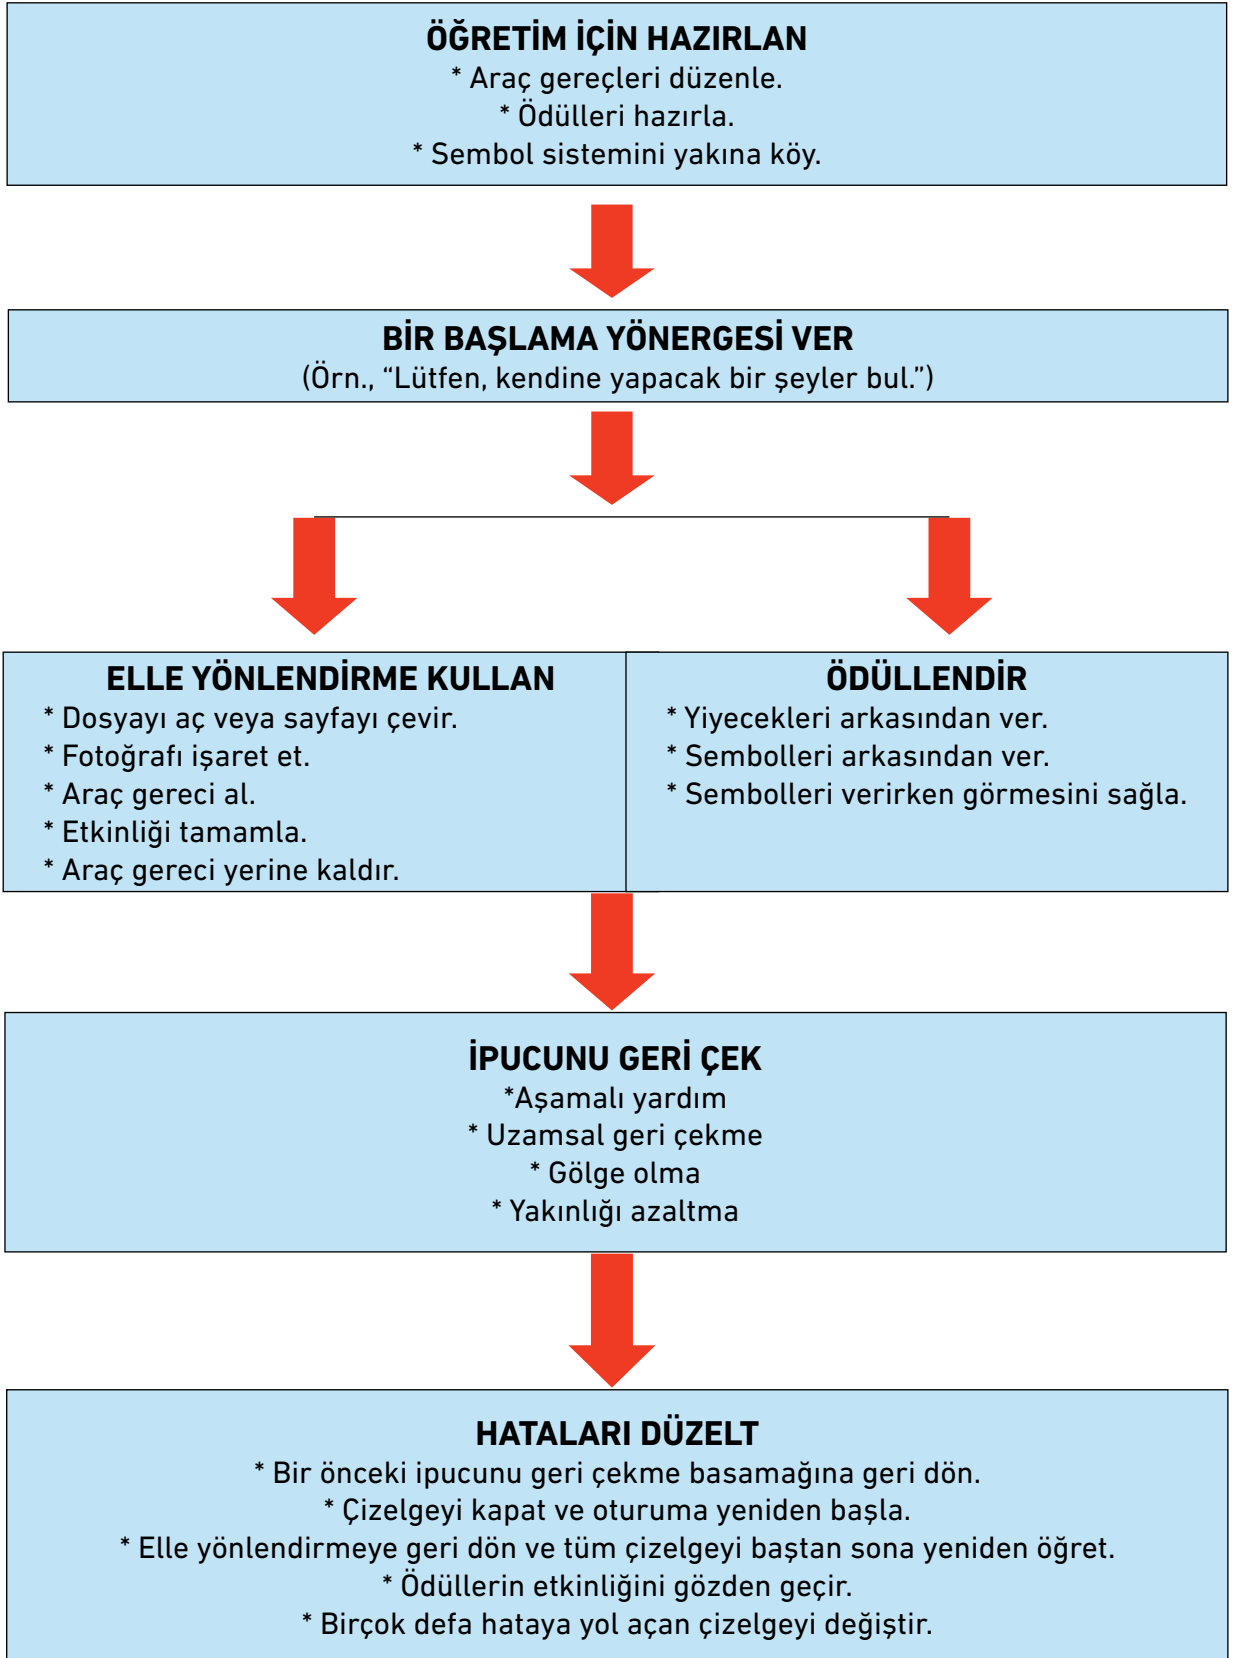 ÖĞRETİM İÇİN HAZIRLAN
* Araç gereçleri düzenle.
* Ödülleri hazırla.
* Sembol sistemini yakına köy.
BİR BAŞLAMA YÖNERGESİ VER
(Örn., “Lütfen, kendine yapacak bir şeyler bul.”)
ELLE YÖNLENDİRME KULLAN
* Dosyayı aç veya sayfayı çevir.
* Fotoğrafı işaret et.
* Araç gereci al.
* Etkinliği tamamla.
* Araç gereci yerine kaldır.
ÖDÜLLENDİR
* Yiyecekleri arkasından ver.
* Sembolleri arkasından ver.
* Sembolleri verirken görmesini sağla.
İPUCUNU GERİ ÇEK
*Aşamalı yardım
* Uzamsal geri çekme
* Gölge olma
* Yakınlığı azaltma
HATALARI DÜZELT
* Bir önceki ipucunu geri çekme basamağına geri dön.
* Çizelgeyi kapat ve oturuma yeniden başla.
* Elle yönlendirmeye geri dön ve tüm çizelgeyi baştan sona yeniden öğret.
* Ödüllerin etkinliğini gözden geçir.
* Birçok defa hataya yol açan çizelgeyi değiştir.